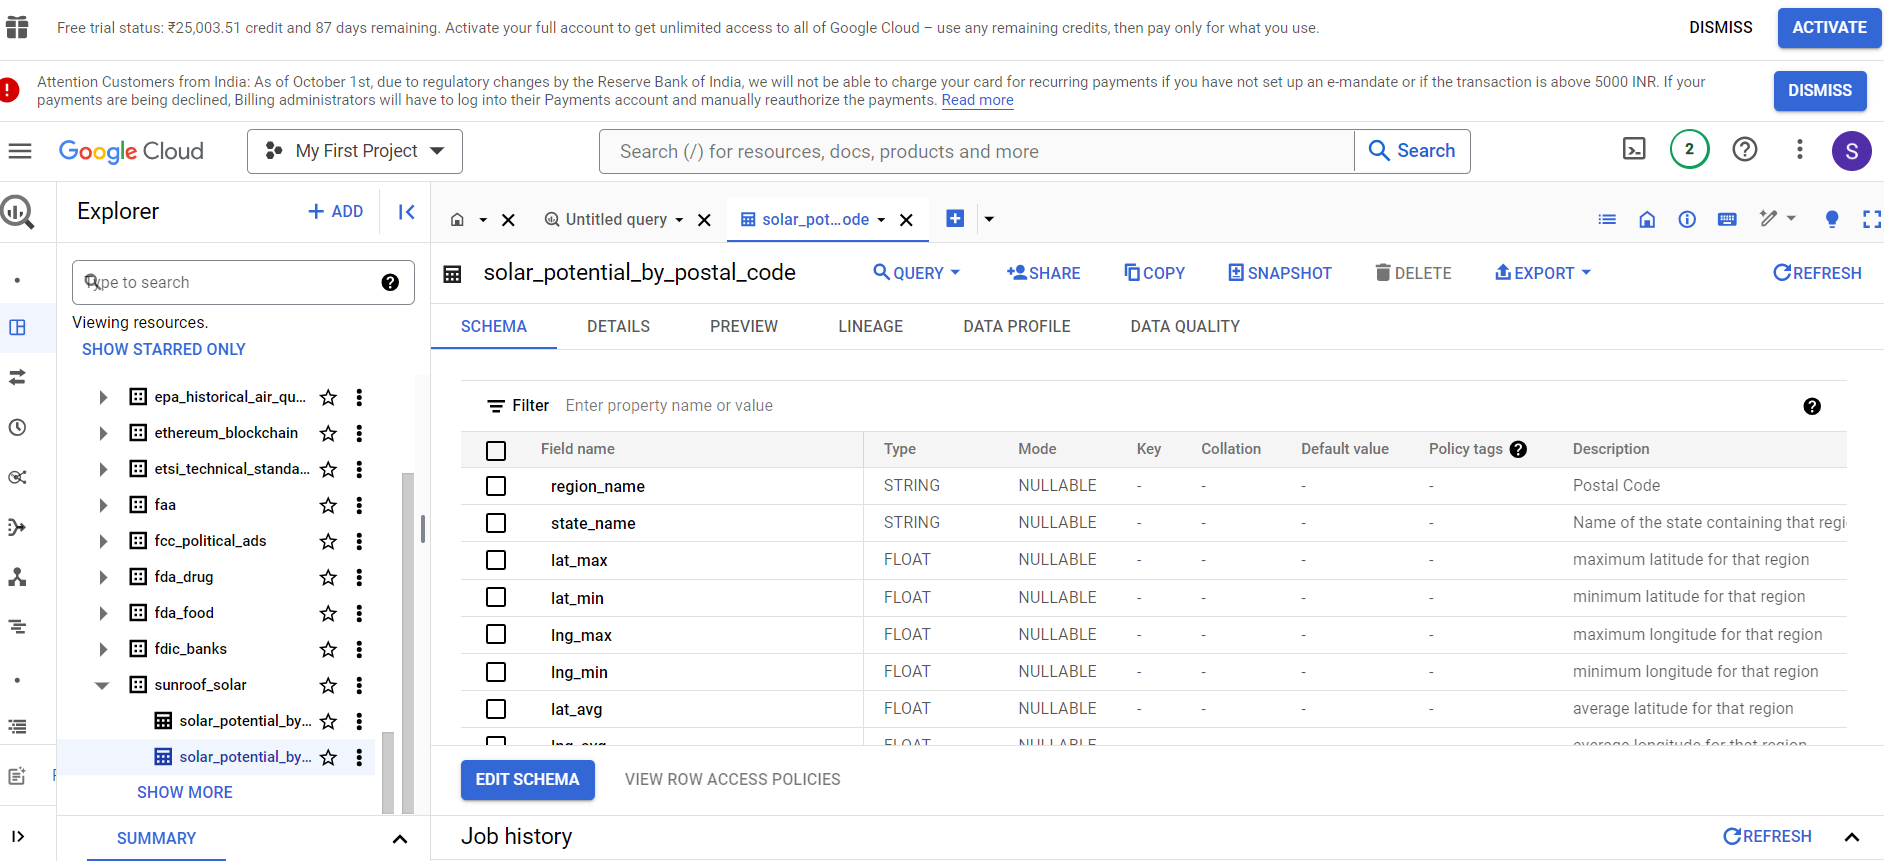 Free trial status: ₹25,003.51 credit and 87 days remaining. Activate your full account to get unlimited access to all of Google Cloud – use any remaining credits, then pay only for what you use.
DISMISS
ACTIVATE
Attention Customers from India: As of October 1st, due to regulatory changes by the Reserve Bank of India, we will not be able to charge your card for recurring payments if you have not set up an e-mandate or if the transaction is above 5000 INR. If your
payments are being declined, Billing administrators will have to log into their Payments account and manually reauthorize the payments. Read more
DISMISS
Google Cloud
My First Project
Search (/) for resources, docs, products and more
Search
2
S
Explorer
+ ADD
Untitled query
solar_pot...ode
Type to search
Viewing resources.
SHOW STARRED ONLY
epa_historical_air_qu...
ethereum_blockchain
etsi_technical_standa...
faa
fcc_political_ads
fda_drug
fda_food
fdic_banks
sunroof_solar
solar_potential_by...
solar_potential_by...
SHOW MORE
SUMMARY
solar_potential_by_postal_code
QUERY
SHARE
COPY
SNAPSHOT
DELETE
EXPORT
REFRESH
SCHEMA DETAILS PREVIEW LINEAGE DATA PROFILE DATA QUALITY
Filter Enter property name or value
Field name Type Mode Key Collation Default value Policy tags Description
region_name STRING NULLABLE - - - - Postal Code
state_name STRING NULLABLE - - - - Name of the state containing that regi
lat_max FLOAT NULLABLE - - - - maximum latitude for that region
lat_min FLOAT NULLABLE - - - - minimum latitude for that region
lng_max FLOAT NULLABLE - - - - maximum longitude for that region
lng_min FLOAT NULLABLE - - - - minimum longitude for that region
lat_avg FLOAT NULLABLE - - - - average latitude for that region
lng_avg FLOAT NULLABLE average longitude for that region
EDIT SCHEMA
VIEW ROW ACCESS POLICIES
Job history
REFRESH